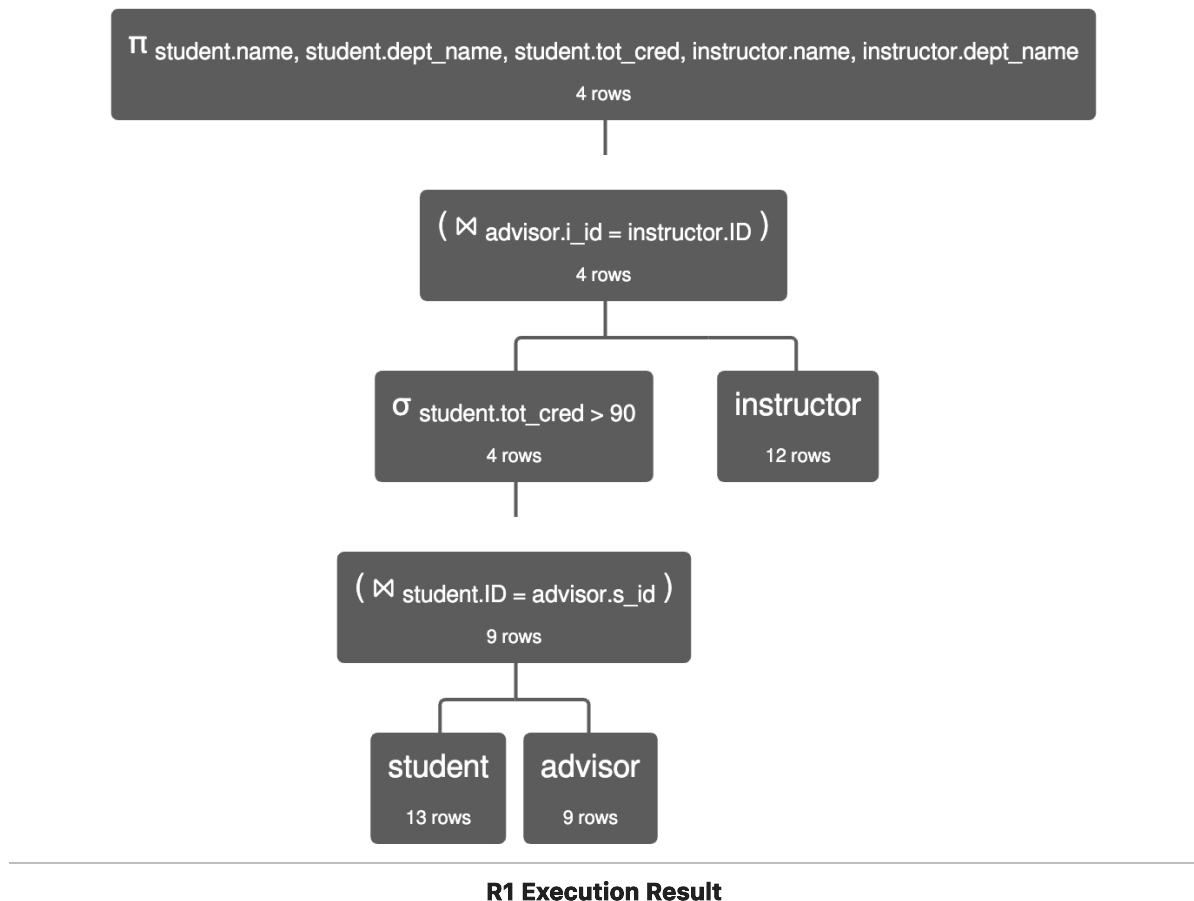 π student.name, student.dept_name, student.tot_cred, instructor.name, instructor.dept_name
4 rows
( ⋈ advisor.i_id = instructor.ID )
4 rows
σ student.tot_cred > 90
4 rows
instructor
12 rows
( ⋈ student.ID = advisor.s_id )
9 rows
student
13 rows
advisor
9 rows
R1 Execution Result